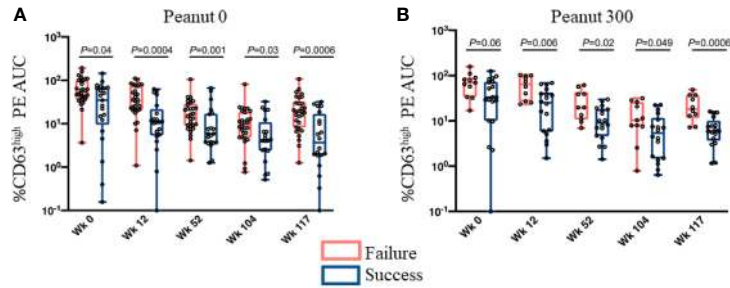 A
Peanut 0
P=0.04 P=0.0004 P=0.001 P=0.03 P=0.0006
%CD63high PE AUC
10³
10²
10¹
10⁰
10⁻¹
Wk 0 Wk 12 Wk 52 Wk 104 Wk 117
B
Peanut 300
P=0.06 P=0.006 P=0.02 P=0.049 P=0.0006
%CD63high PE AUC
10³
10²
10¹
10⁰
10⁻¹
Wk 0 Wk 12 Wk 52 Wk 104 Wk 117
Failure
Success